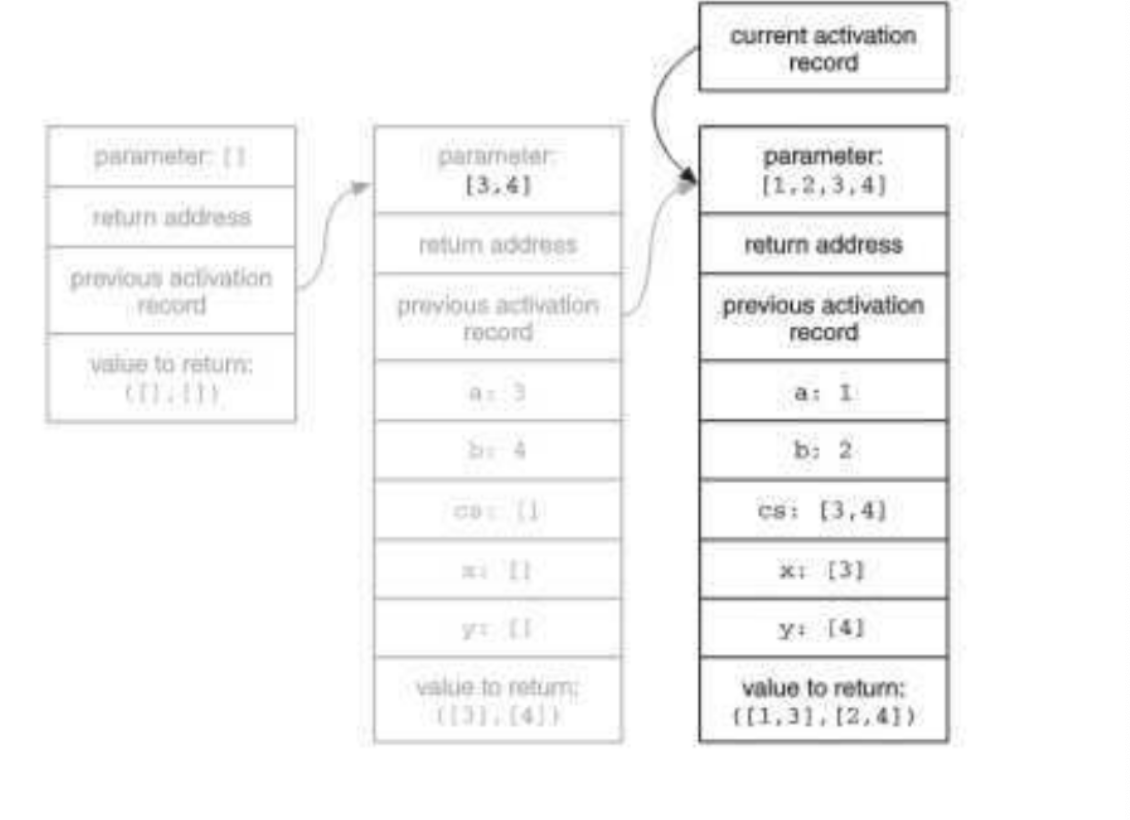 current activation
record
parameter: []
return address
previous activation
record
value to return:
([],[])
parameter:
[3,4]
return address
previous activation
record
a: 3
b: 4
cs: []
x: []
y: []
value to return:
([3],[4])
parameter:
[1,2,3,4]
return address
previous activation
record
a: 1
b: 2
cs: [3,4]
x: [3]
y: [4]
value to return:
([1,3],[2,4])